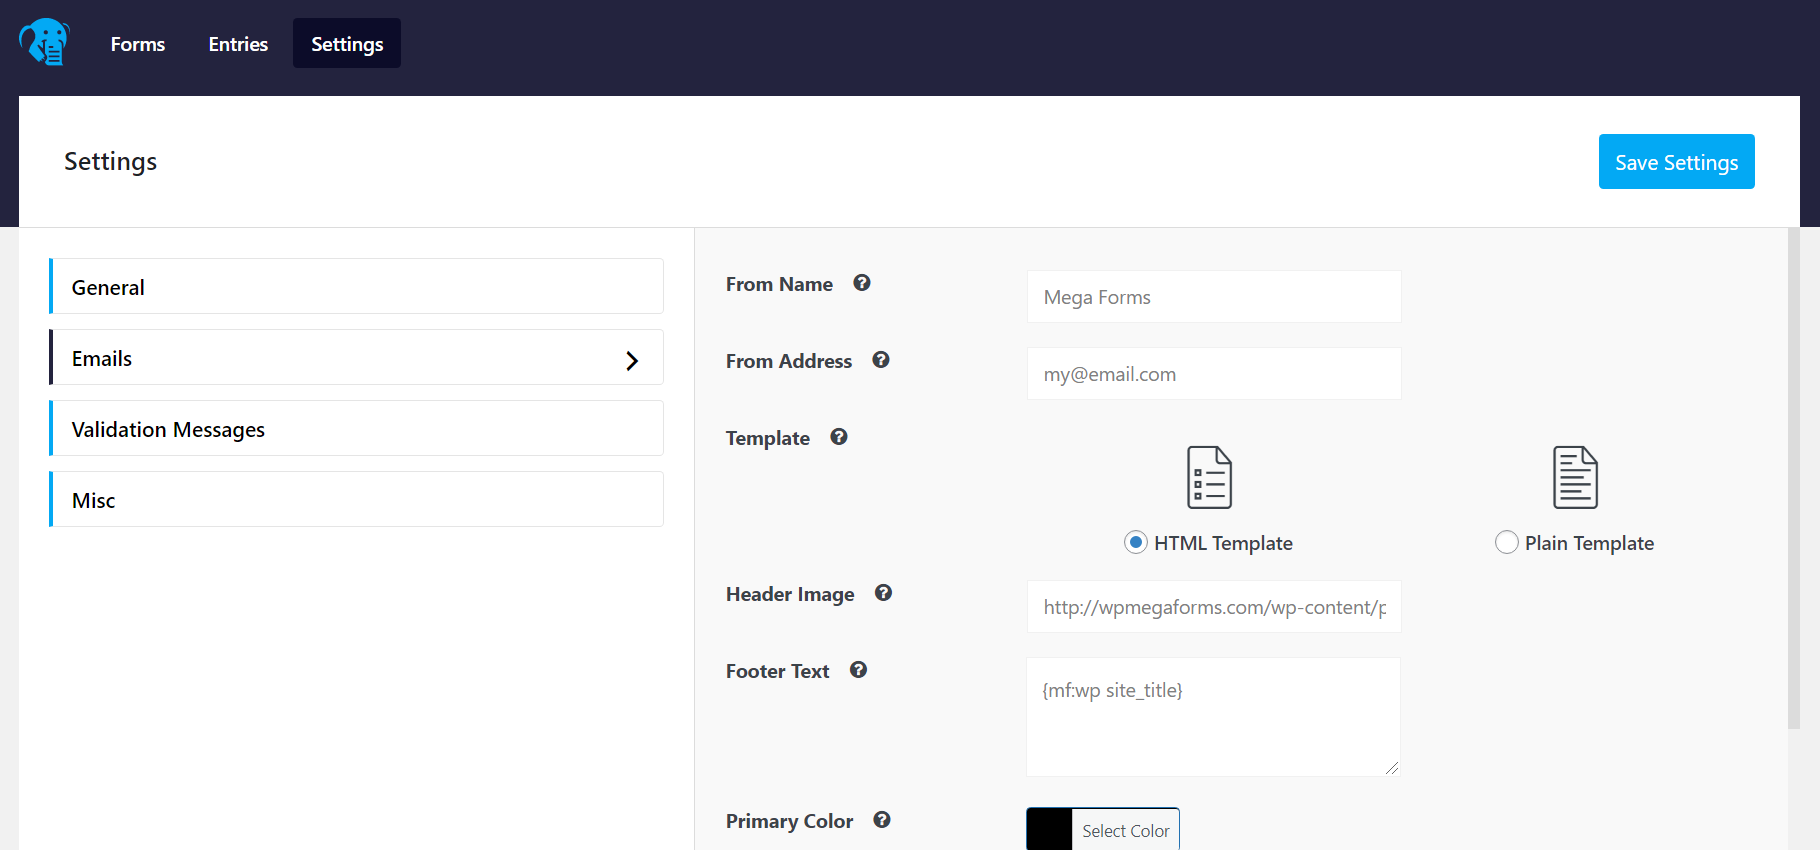 Forms Entries Settings
Settings
Save Settings
General
Emails
Validation Messages
Misc
From Name
Mega Forms
From Address
my@email.com
Template
HTML Template
Plain Template
Header Image
http://wpmegaforms.com/wp-content/p
Footer Text
{mf:wp site_title}
Primary Color
Select Color